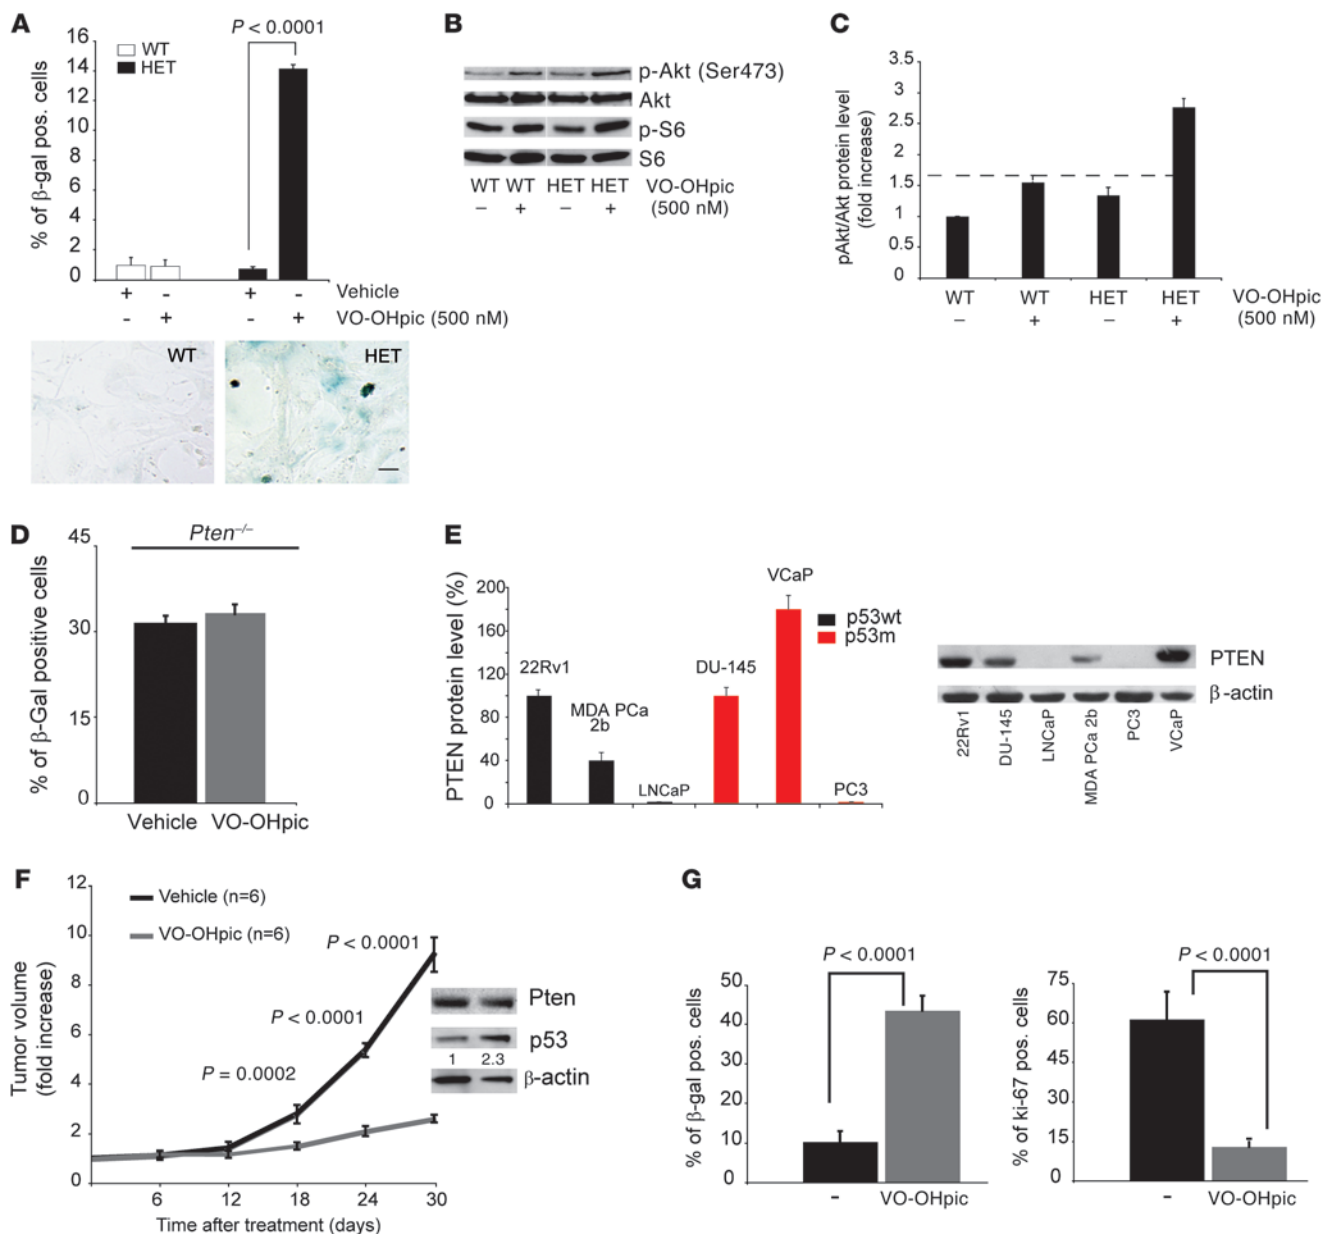 A
P < 0.0001
16
14
12
10
8
6
4
2
0
% of β-gal pos. cells
WT
HET
+ - + - Vehicle
- + - + VO-OHpic (500 nM)
WT
HET
B
p-Akt (Ser473)
Akt
p-S6
S6
WT WT HET HET VO-OHpic
– + – + (500 nM)
C
3.5
3
2.5
2
1.5
1
0.5
0
pAkt/Akt protein level
(fold increase)
WT WT HET HET VO-OHpic
– + – + (500 nM)
D
Pten–/–
45
30
15
0
% of β-Gal positive cells
Vehicle VO-OHpic
E
200
160
120
80
40
0
PTEN protein level (%)
22Rv1
MDA PCa
2b
LNCaP
DU-145
VCaP
PC3
p53wt
p53m
PTEN
β-actin
22Rv1
DU-145
LNCaP
MDA PCa 2b
PC3
VCaP
F
12
10
8
6
4
2
0
Tumor volume
(fold increase)
Vehicle (n=6)
VO-OHpic (n=6)
P < 0.0001
P < 0.0001
P = 0.0002
6 12 18 24 30
Time after treatment (days)
Pten
p53
1 2.3
β-actin
G
P < 0.0001
50
40
30
20
10
0
% of β-gal pos. cells
- VO-OHpic
P < 0.0001
75
60
45
30
15
0
% of ki-67 pos. cells
- VO-OHpic